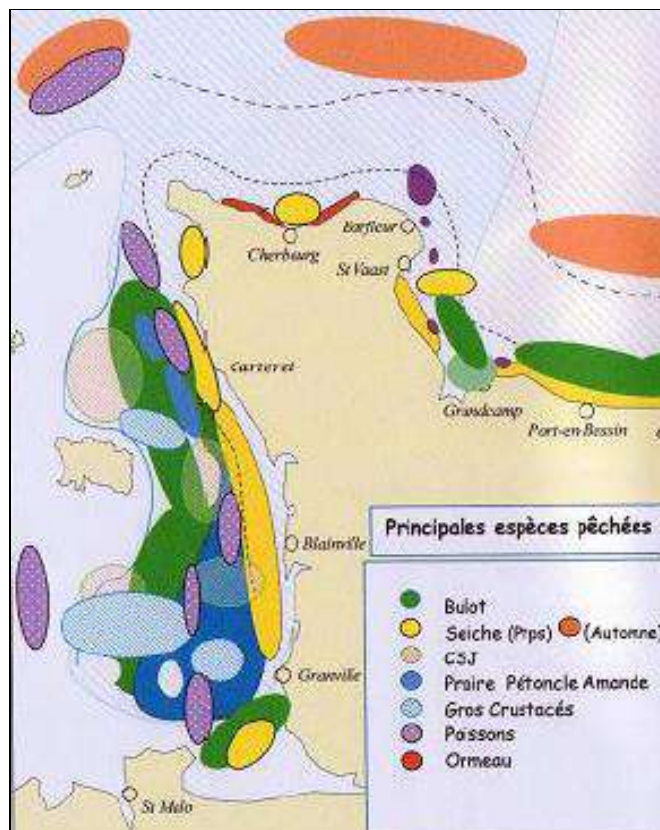 Barfleur
Cherbourg
St Vaast
Carteret
Grandcamp
Port-en-Bessin
Principales espèces pêchées
Blainville
Bulot
Seiche (Ptps) (Automne)
CSJ
Praire Pétoncle Amande
Granville
Gros Crustacés
Poissons
Ormeau
St Malo